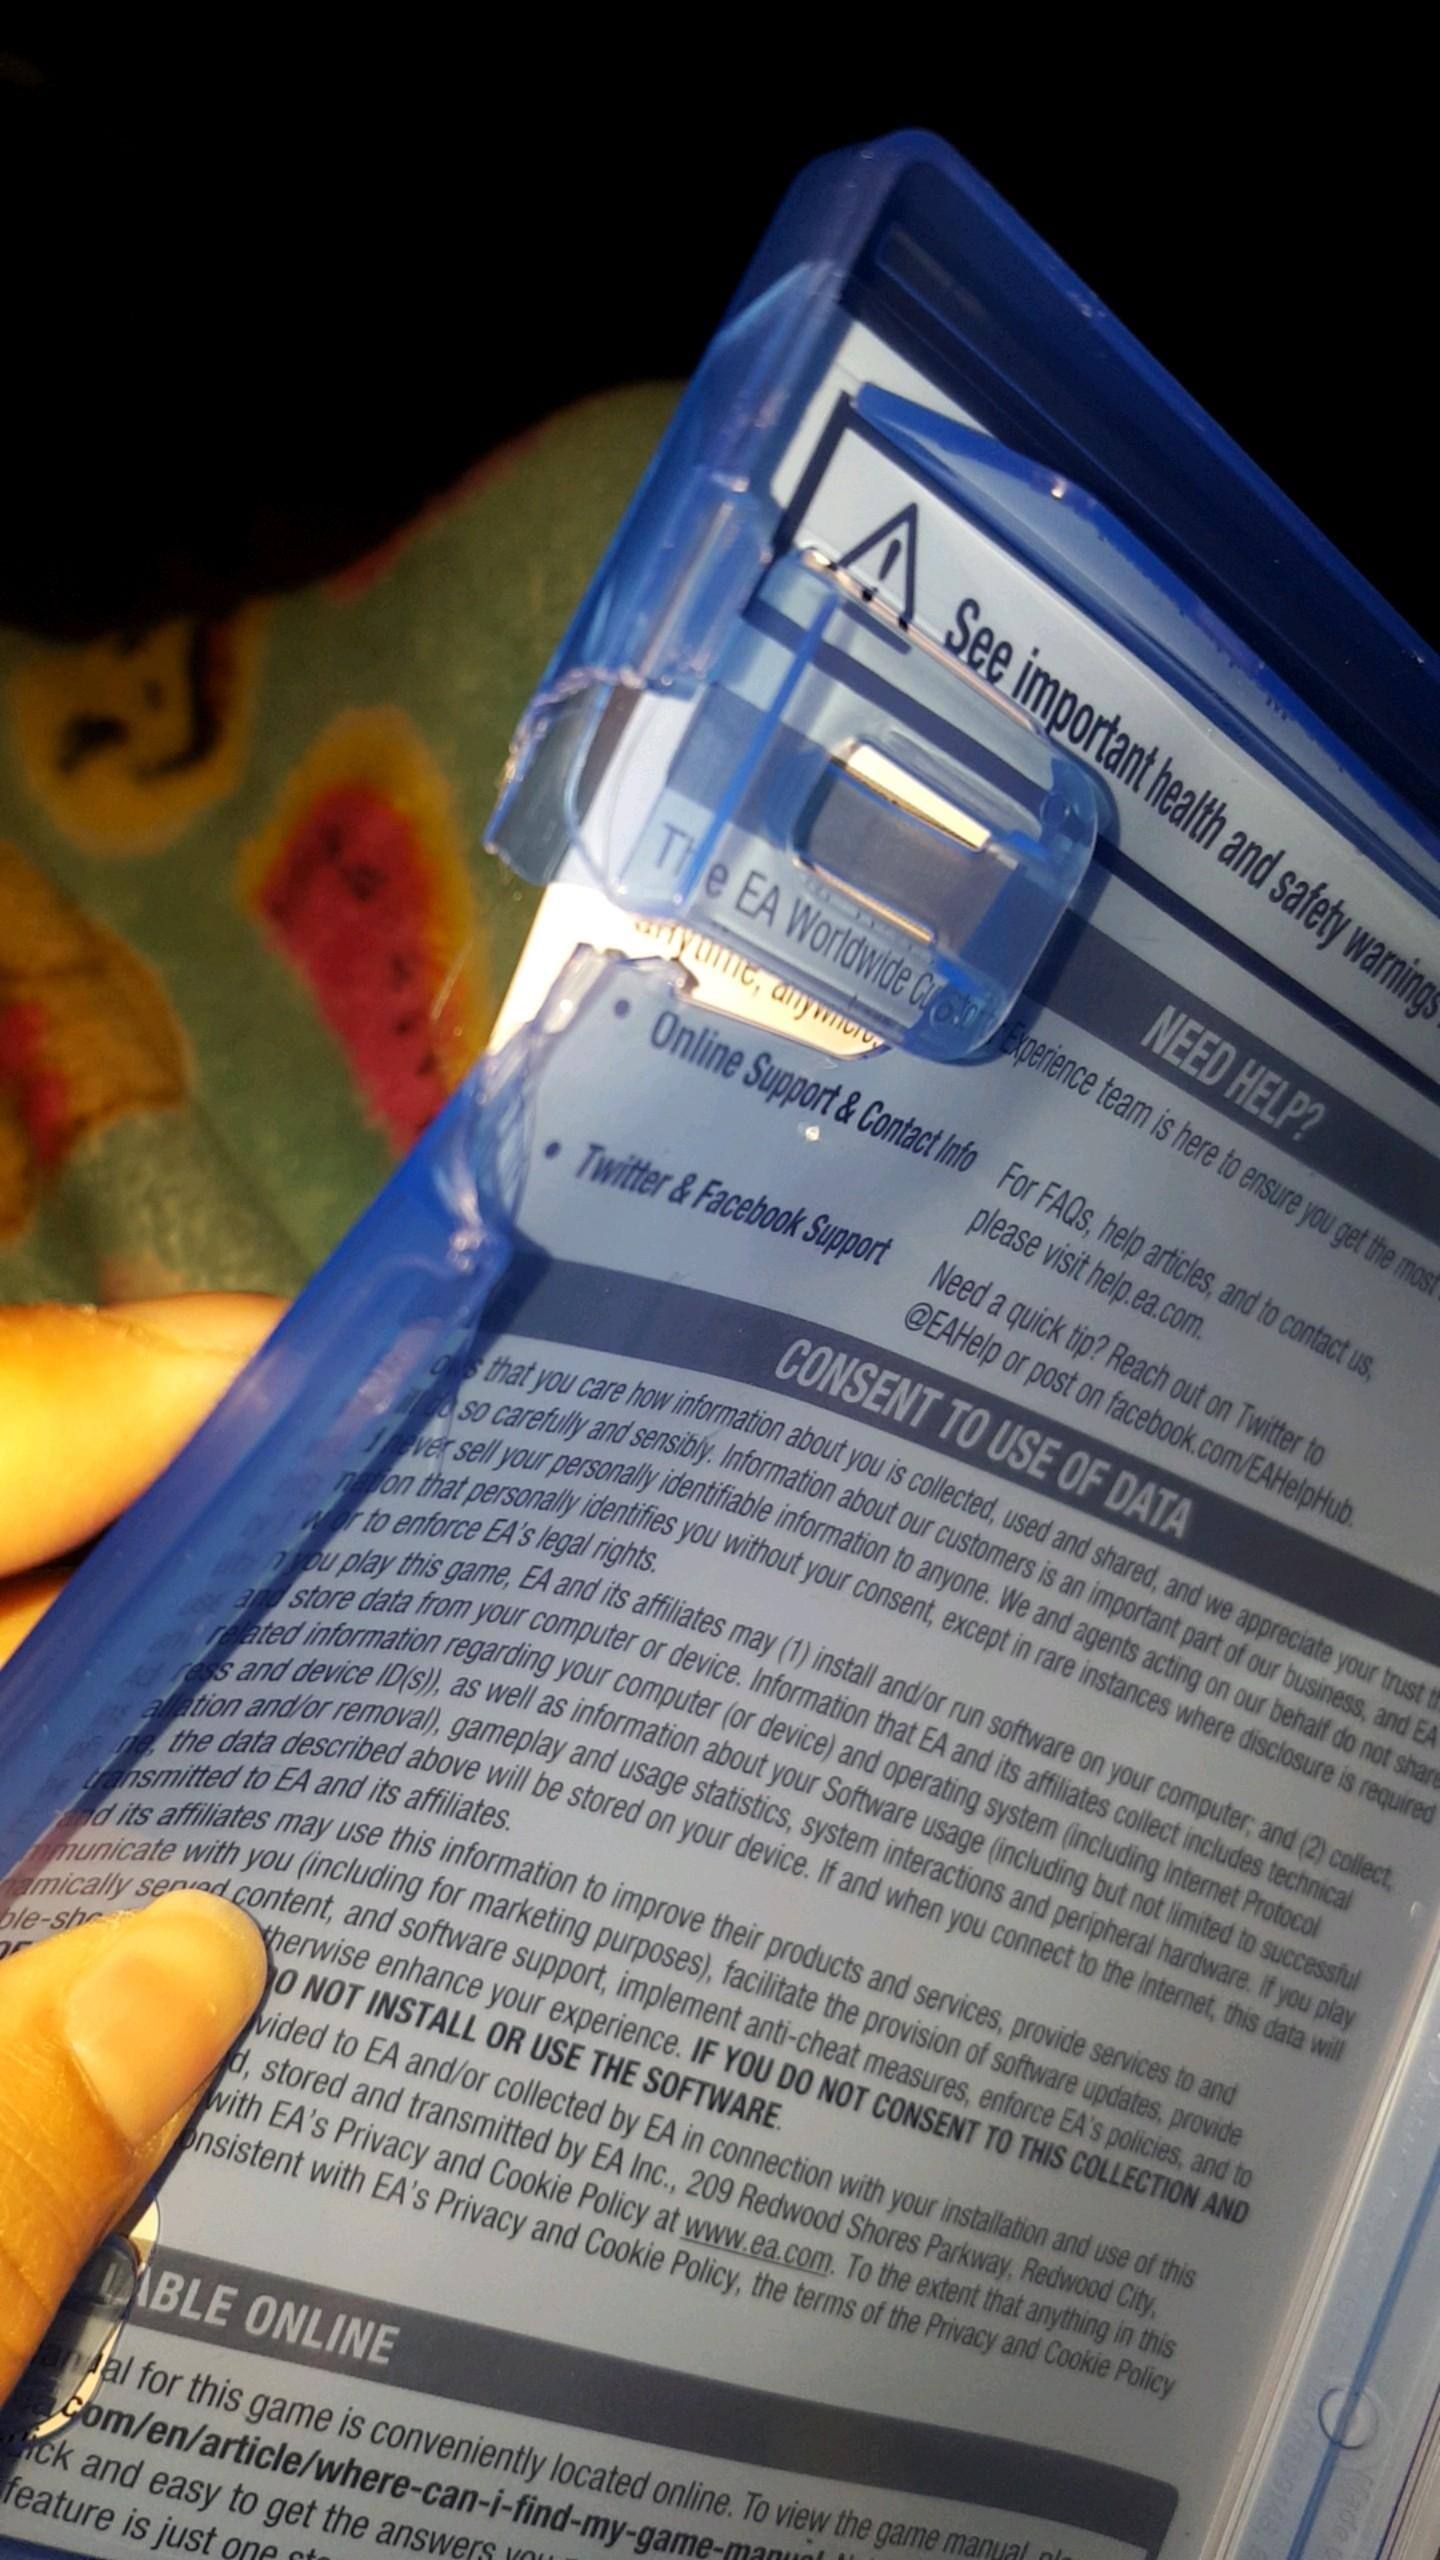 See important health and safety warnings
NEED HELP?
The EA Worldwide Customer Experience team is here to ensure you get the most
anytime, anywhere.
• Online Support & Contact Info
For FAQs, help articles, and to contact us,
please visit help.ea.com.
• Twitter & Facebook Support
Need a quick tip? Reach out on Twitter to
@EAHelp or post on facebook.com/EAHelpHub.
CONSENT TO USE OF DATA
that you care how information about you is collected, used and shared, and we appreciate your trust
so carefully and sensibly. Information about our customers is an important part of our business, and EA
never sell your personally identifiable information to anyone. We and agents acting on our behalf do not share
that personally identifies you without your consent, except in rare instances where disclosure is required
or to enforce EA's legal rights.
you play this game, EA and its affiliates may (1) install and/or run software on your computer; and (2) collect,
and store data from your computer or device. Information that EA and its affiliates collect includes technical
related information regarding your computer (or device) and operating system (including Internet Protocol
and device ID(s)), as well as information about your Software usage (including but not limited to successful
and/or removal), gameplay and usage statistics, system interactions and peripheral hardware. If you play
the data described above will be stored on your device. If and when you connect to the Internet, this data will
transmitted to EA and its affiliates.
and its affiliates may use this information to improve their products and services, provide services to and
with you (including for marketing purposes), facilitate the provision of software updates, provide
served content, and software support, implement anti-cheat measures, enforce EA's policies, and to
otherwise enhance your experience. IF YOU DO NOT CONSENT TO THIS COLLECTION AND
DO NOT INSTALL OR USE THE SOFTWARE.
to EA and/or collected by EA in connection with your installation and use of this
stored and transmitted by EA Inc., 209 Redwood Shores Parkway, Redwood City,
with EA's Privacy and Cookie Policy at www.ea.com. To the extent that anything in this
EA's Privacy and Cookie Policy, the terms of the Privacy and Cookie Policy
ABLE ONLINE
for this game is conveniently located online. To view the game manual,
com/en/article/where-can-i-find-my-game-manual.
and easy to get the answers you
feature is just one